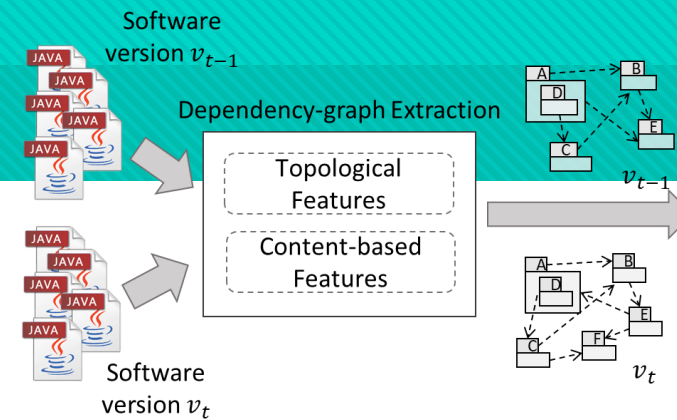 Software
version v_{t-1}
JAVA
JAVA
JAVA
JAVA
JAVA
Dependency-graph Extraction
Topological
Features
Content-based
Features
A
B
D
E
C
v_{t-1}
JAVA
JAVA
JAVA
JAVA
JAVA
Software
version v_t
A
B
D
E
F
C
v_t